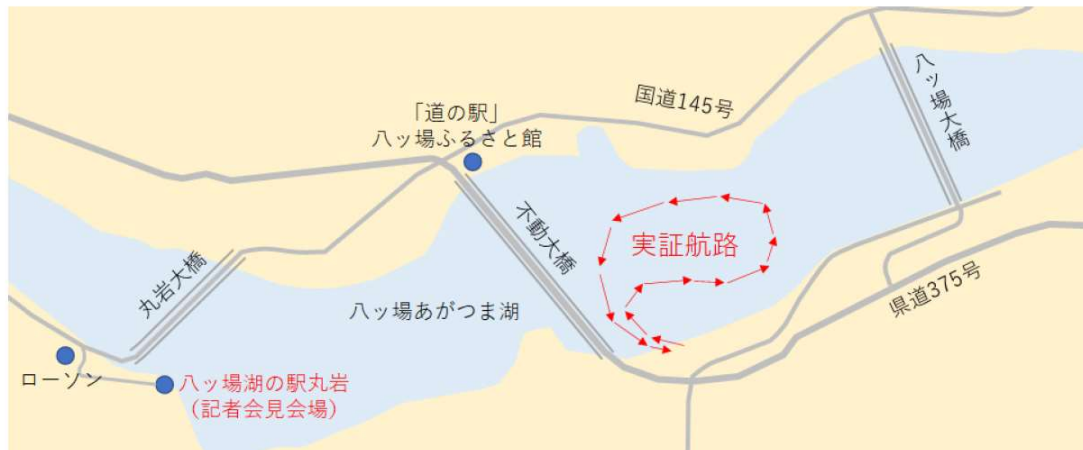 国道145号
八ッ場大橋
「道の駅」
八ッ場ふるさと館
不動大橋
実証航路
丸岩大橋
八ッ場あがつま湖
県道375号
ローソン
八ッ場湖の駅丸岩
(記者会見会場)